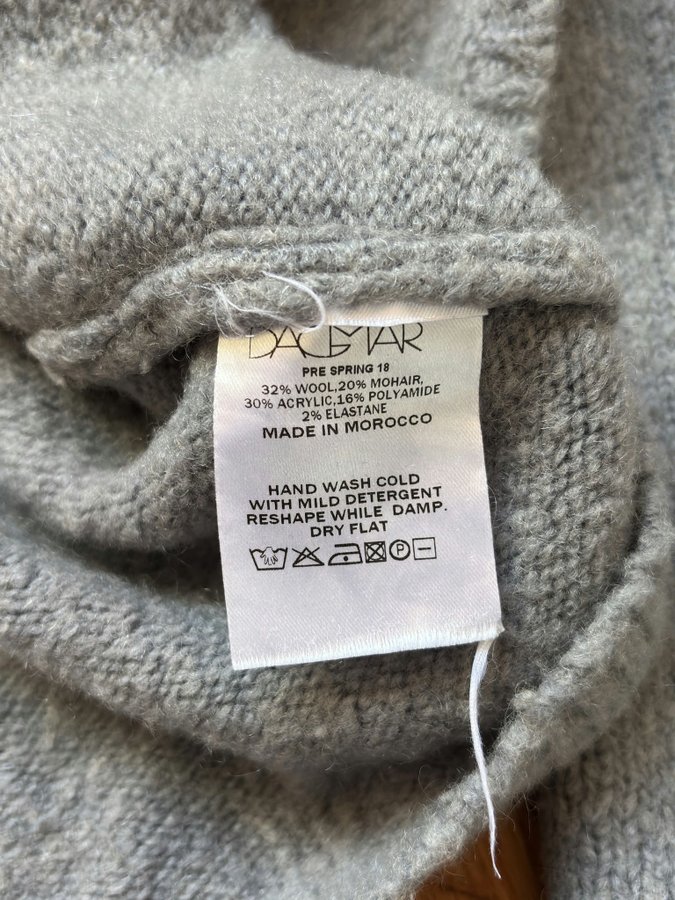 DAGMAR
PRE SPRING 18
32% WOOL,20% MOHAIR,
30% ACRYLIC,16% POLYAMIDE
2% ELASTANE
MADE IN MOROCCO
HAND WASH COLD
WITH MILD DETERGENT
RESHAPE WHILE DAMP.
DRY FLAT
P